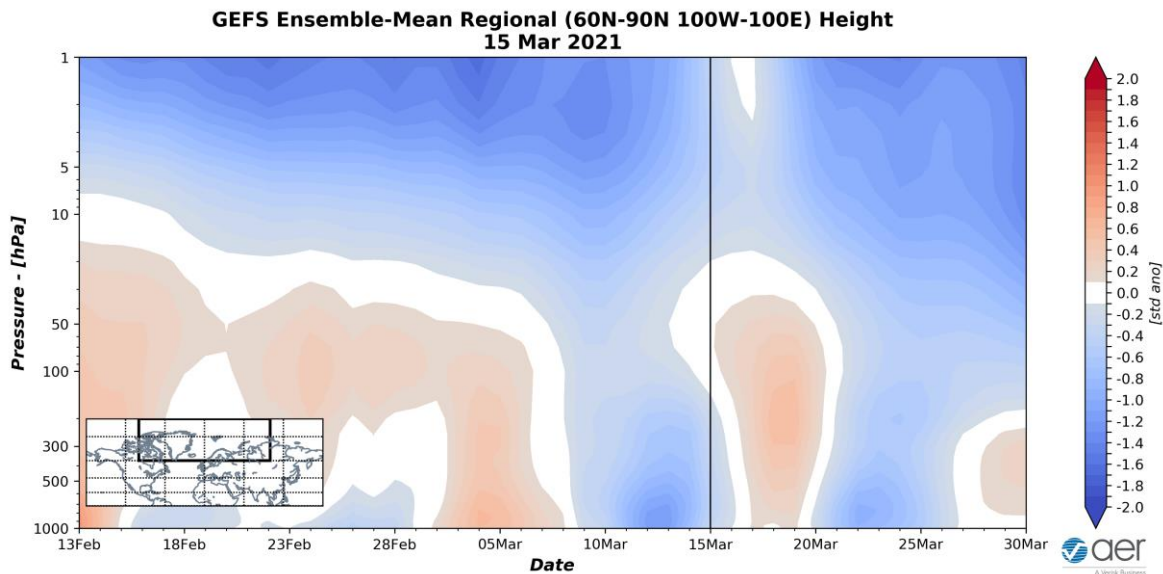 GEFS Ensemble-Mean Regional (60N-90N 100W-100E) Height
15 Mar 2021
Pressure - [hPa]
1
5
10
50
100
300
500
1000
13Feb
18Feb
23Feb
28Feb
05Mar
10Mar
15Mar
20Mar
25Mar
30Mar
Date
2.0
1.8
1.6
1.4
1.2
1.0
0.8
0.6
0.4
0.2
0.0
-0.2
-0.4
-0.6
-0.8
-1.0
-1.2
-1.4
-1.6
-1.8
-2.0
[std ano]
aer
A Verisk Business